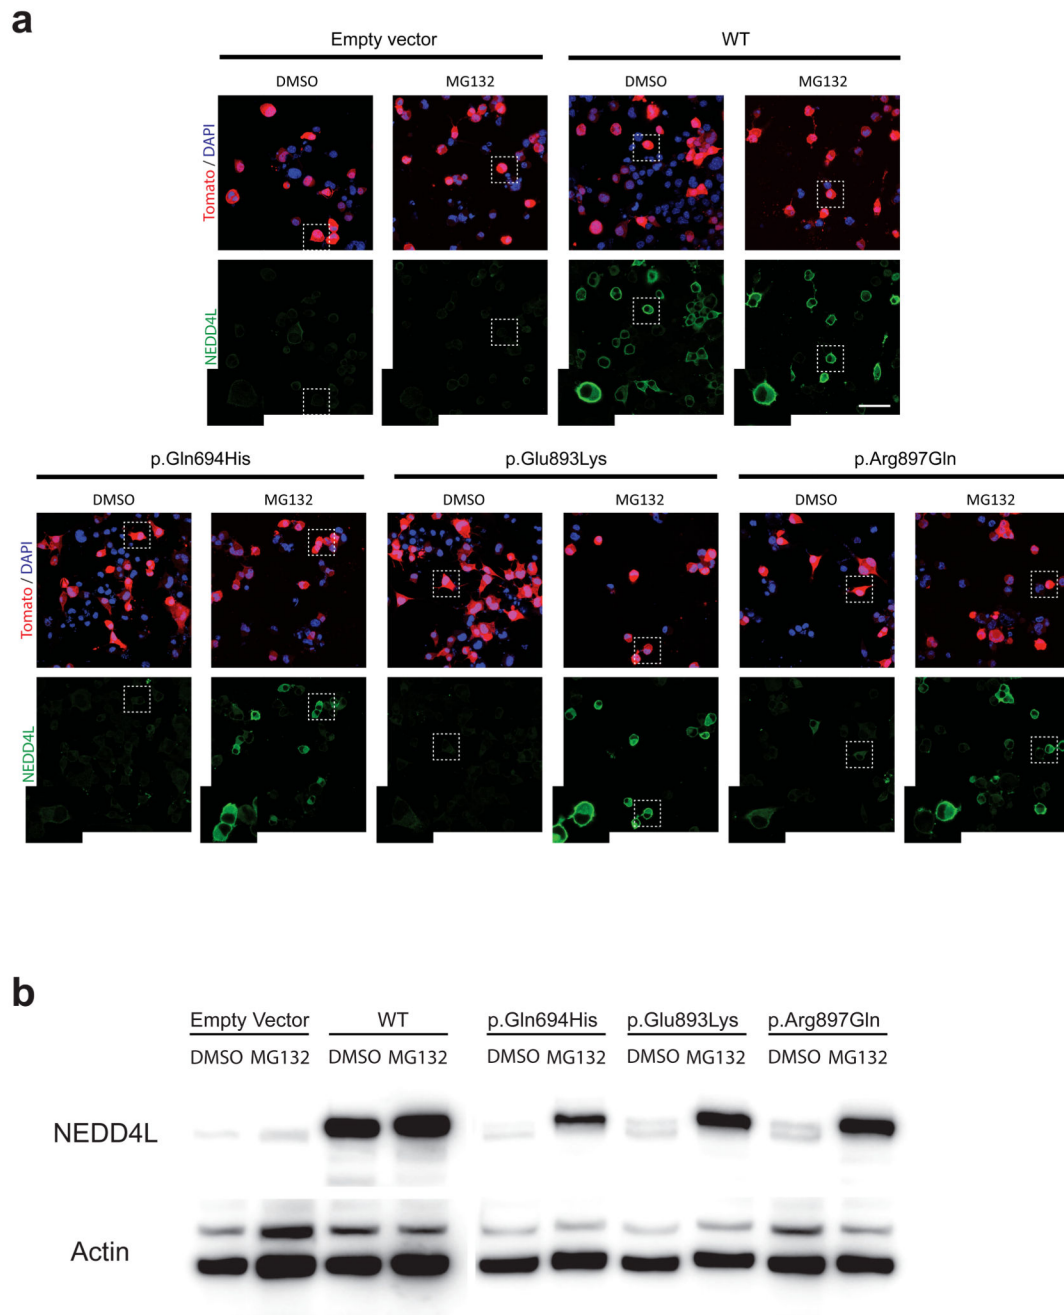 a
Empty vector WT
DMSO MG132 DMSO MG132
Tomato / DAPI
NEDD4L
p.Gln694His p.Glu893Lys p.Arg897Gln
DMSO MG132 DMSO MG132 DMSO MG132
Tomato / DAPI
NEDD4L
b
Empty Vector WT p.Gln694His p.Glu893Lys p.Arg897Gln
DMSO MG132 DMSO MG132 DMSO MG132 DMSO MG132 DMSO MG132
NEDD4L
Actin